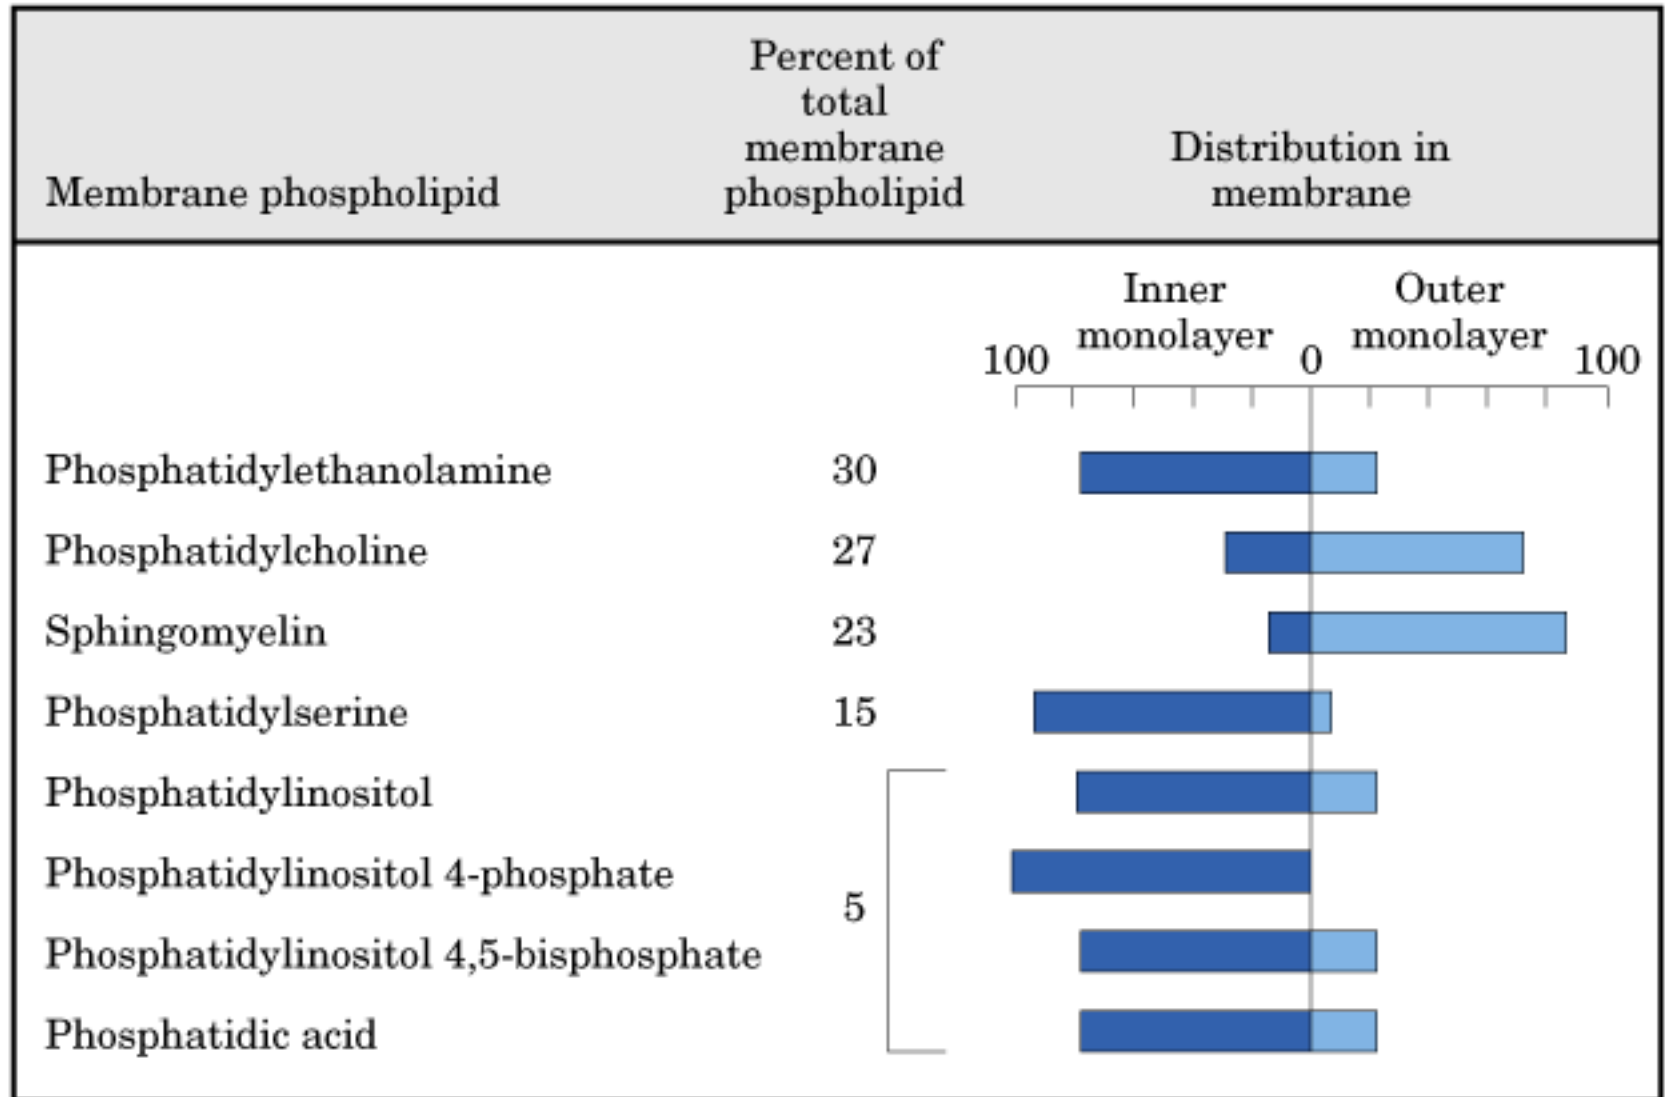 Percent of
total
membrane
phospholipid
Membrane phospholipid
Distribution in
membrane
Inner
monolayer
Outer
monolayer
100 0 100
Phosphatidylethanolamine 30
Phosphatidylcholine 27
Sphingomyelin 23
Phosphatidylserine 15
Phosphatidylinositol
Phosphatidylinositol 4-phosphate
5
Phosphatidylinositol 4,5-bisphosphate
Phosphatidic acid